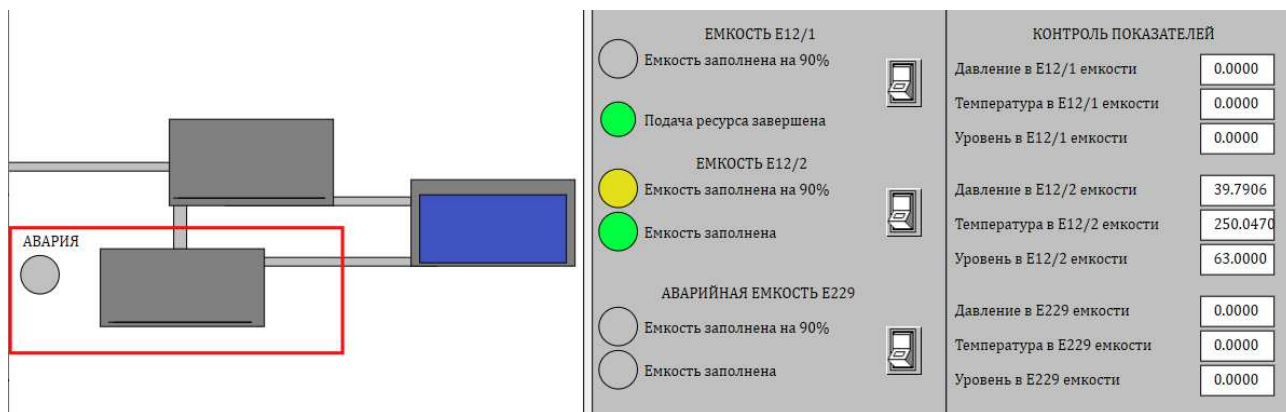 АВАРИЯ
ЕМКОСТЬ Е12/1
Емкость заполнена на 90%
Подача ресурса завершена
ЕМКОСТЬ Е12/2
Емкость заполнена на 90%
Емкость заполнена
АВАРИЙНАЯ ЕМКОСТЬ Е229
Емкость заполнена на 90%
Емкость заполнена
КОНТРОЛЬ ПОКАЗАТЕЛЕЙ
Давление в Е12/1 емкости 0.0000
Температура в Е12/1 емкости 0.0000
Уровень в Е12/1 емкости 0.0000
Давление в Е12/2 емкости 39.7906
Температура в Е12/2 емкости 250.0470
Уровень в Е12/2 емкости 63.0000
Давление в Е229 емкости 0.0000
Температура в Е229 емкости 0.0000
Уровень в Е229 емкости 0.0000